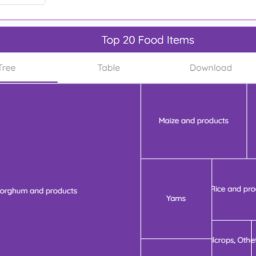 Top 20 Food Items
Tree
Table
Download
Maize and products
orghum and products
Yams
Rice and pro
lcrops, Othe